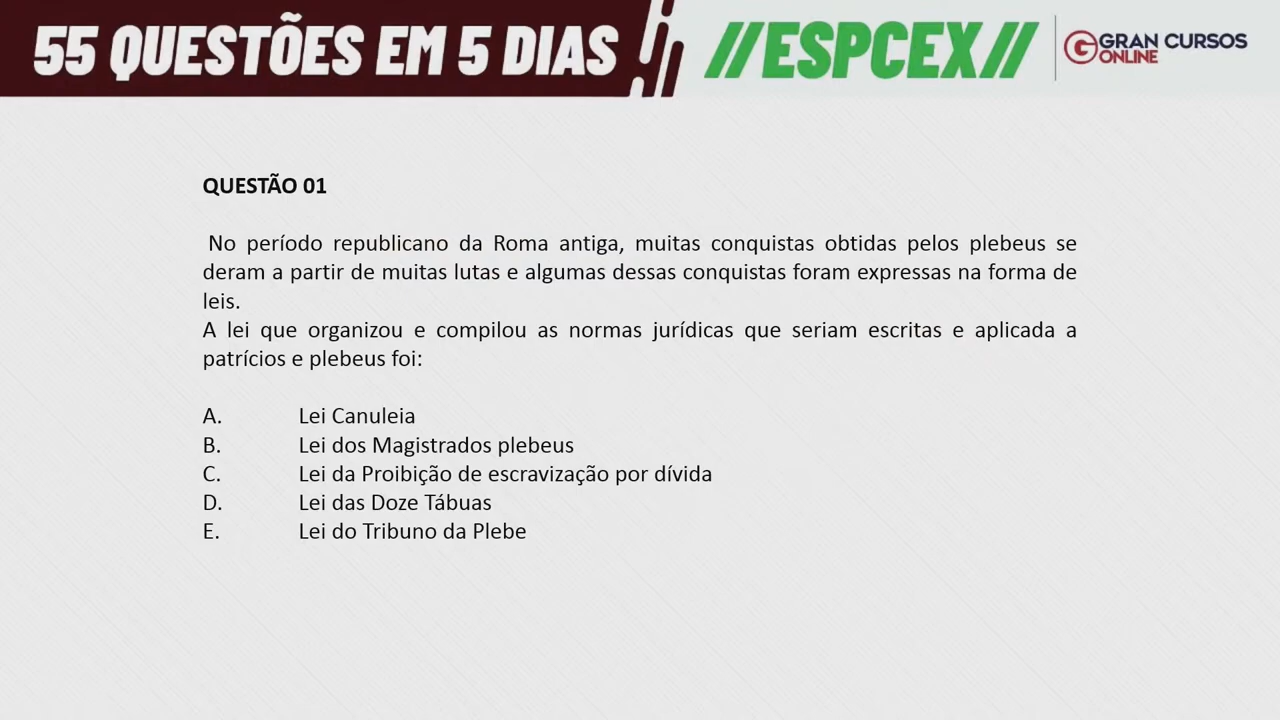 55 QUESTÕES EM 5 DIAS
//ESPCEX//
GRAN CURSOS
ONLINE
QUESTÃO 01
No período republicano da Roma antiga, muitas conquistas obtidas pelos plebeus se
deram a partir de muitas lutas e algumas dessas conquistas foram expressas na forma de
leis.
A lei que organizou e compilou as normas jurídicas que seriam escritas e aplicada a
patrícios e plebeus foi:
A. Lei Canuleia
B. Lei dos Magistrados plebeus
C. Lei da Proibição de escravização por dívida
D. Lei das Doze Tábuas
E. Lei do Tribuno da Plebe